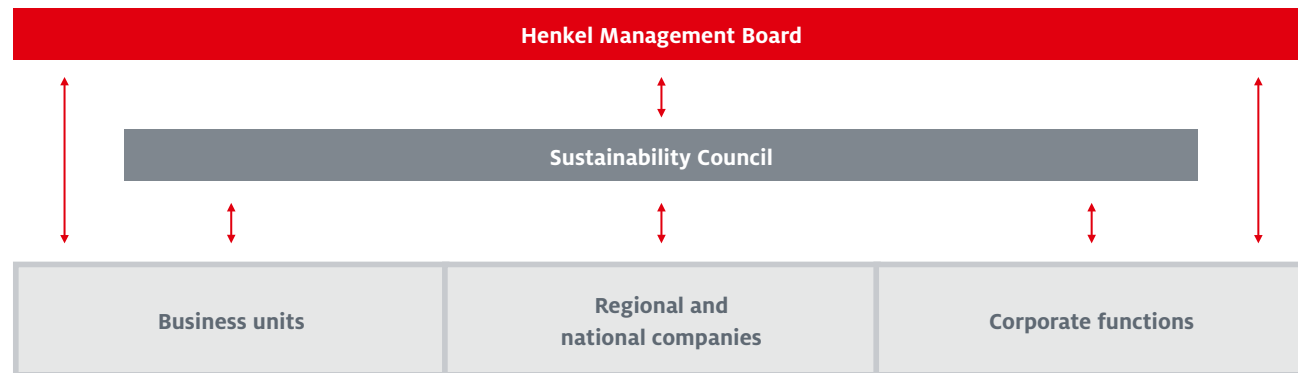 Henkel Management Board
Sustainability Council
Business units
Regional and
national companies
Corporate functions